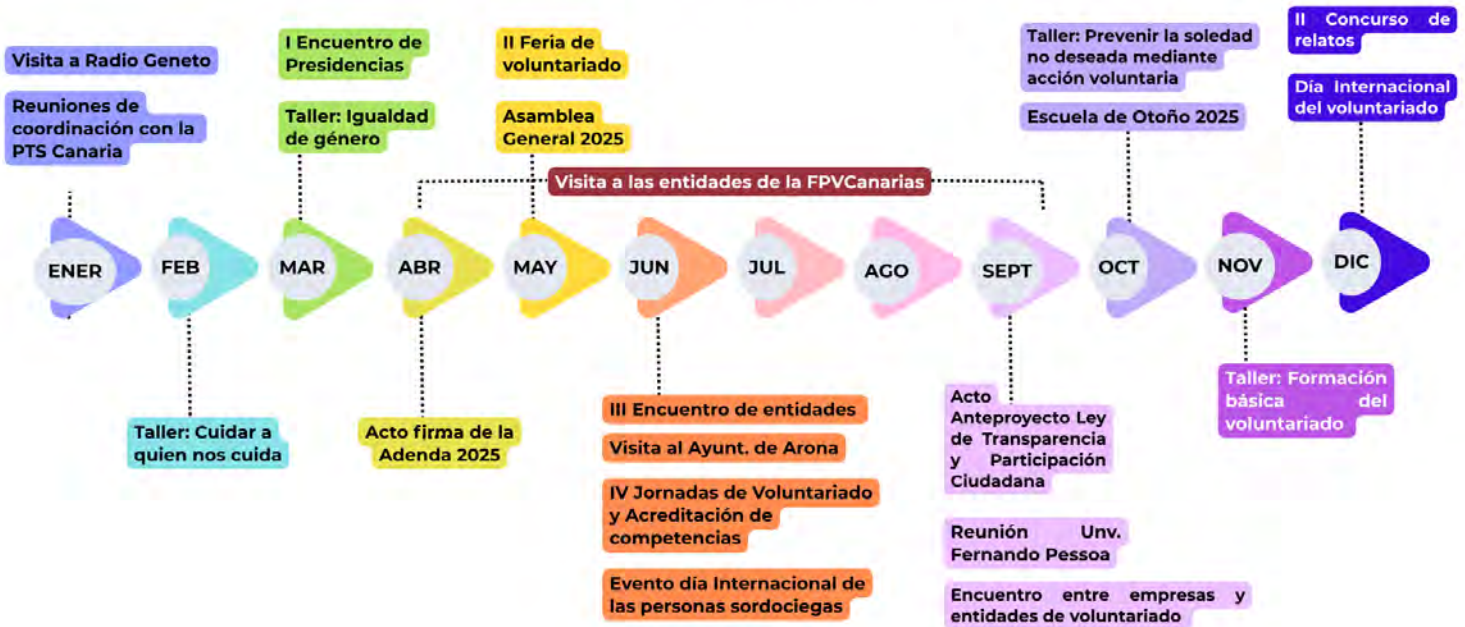 Visita a Radio Geneto
Reuniones de
coordinación con la
PTS Canaria
I Encuentro de
Presidencias
Taller: Igualdad
de género
II Feria de
voluntariado
Asamblea
General 2025
Taller: Prevenir la soledad
no deseada mediante
acción voluntaria
Escuela de Otoño 2025
II Concurso de
relatos
Día Internacional
del voluntariado
Visita a las entidades de la FPVCanarias
ENER
FEB
MAR
ABR
MAY
JUN
JUL
AGO
SEPT
OCT
NOV
DIC
Taller: Cuidar a
quien nos cuida
Acto firma de la
Adenda 2025
III Encuentro de entidades
Visita al Ayunt. de Arona
IV Jornadas de Voluntariado
y Acreditación de
competencias
Evento día Internacional de
las personas sordociegas
Acto
Anteproyecto Ley
de Transparencia
y Participación
Ciudadana
Reunión Unv.
Fernando Pessoa
Encuentro entre empresas y
entidades de voluntariado
Taller: Formación
básica del
voluntariado